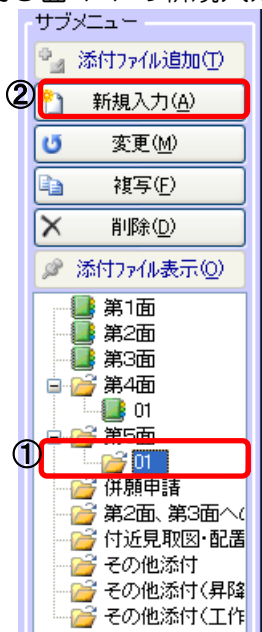 サブメニュー
添付ファイル追加(T)
② 新規入力(A)
変更(M)
複写(F)
削除(D)
添付ファイル表示(O)
第1面
第2面
第3面
第4面
01
第5面
① 01
併願申請
第2面、第3面への
付近見取図・配置
その他添付
その他添付(昇降
その他添付(工作